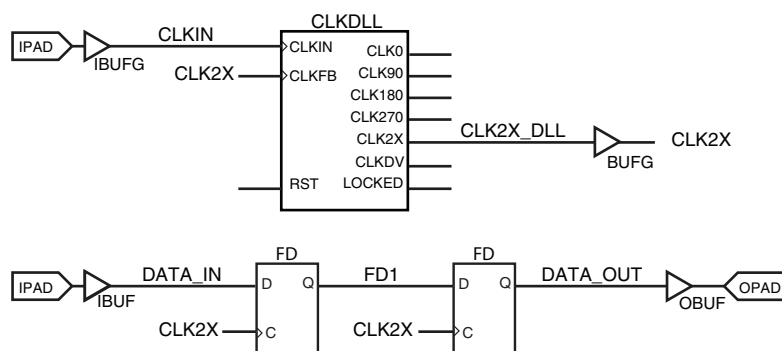 CLKDLL
IPAD
IBUFG
CLKIN
CLKIN
CLK0
CLK2X
CLKFB
CLK90
CLK180
CLK270
CLK2X
CLK2X_DLL
BUFG
CLK2X
CLKDV
RST
LOCKED
FD
FD
IPAD
IBUF
DATA_IN
D
Q
FD1
D
Q
DATA_OUT
OBUF
OPAD
CLK2X
C
CLK2X
C